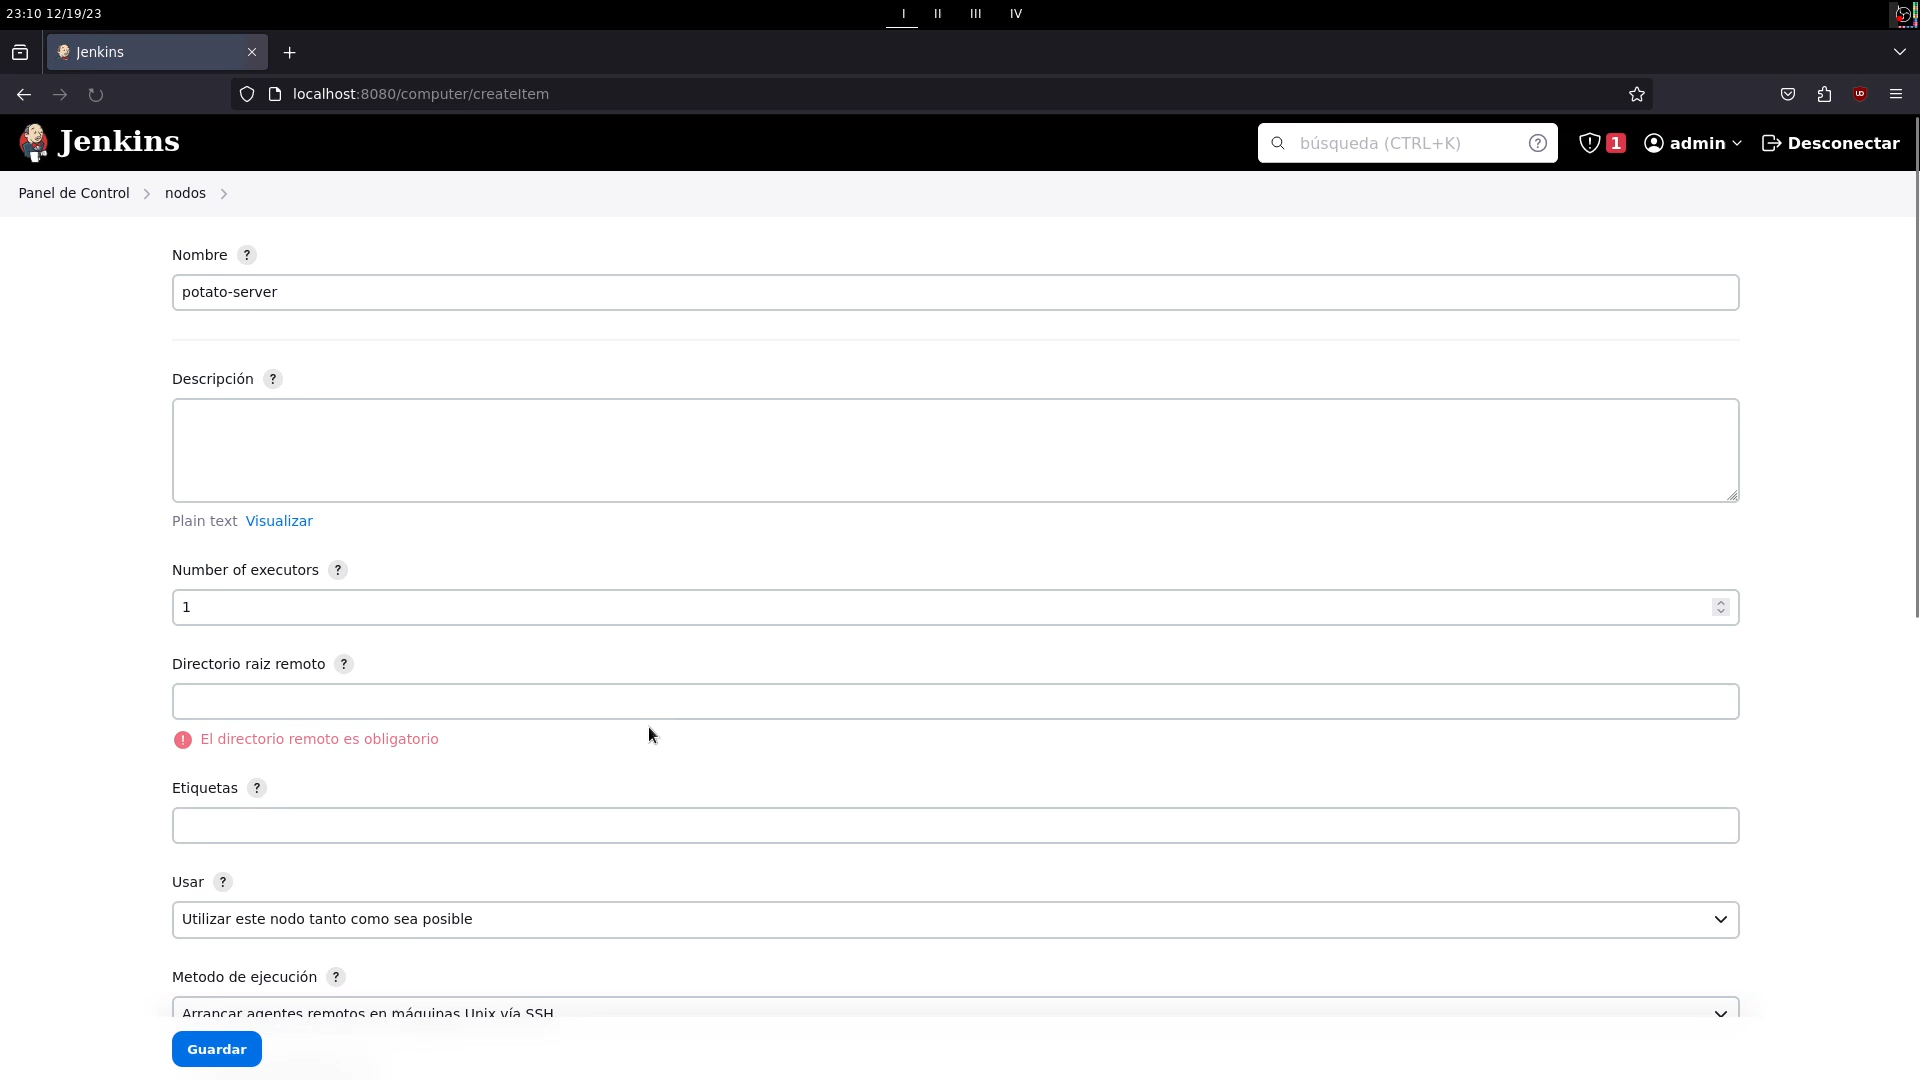 23:10 12/19/23
I II III IV
Jenkins
localhost:8080/computer/createItem
Jenkins
búsqueda (CTRL+K) ?
1
admin
Desconectar
Panel de Control
nodos
Nombre ?
potato-server
Descripción ?
Plain text Visualizar
Number of executors ?
1
Directorio raiz remoto ?
El directorio remoto es obligatorio
Etiquetas ?
Usar ?
Utilizar este nodo tanto como sea posible
Metodo de ejecución ?
Arrancar agentes remotos en máquinas Unix vía SSH
Guardar